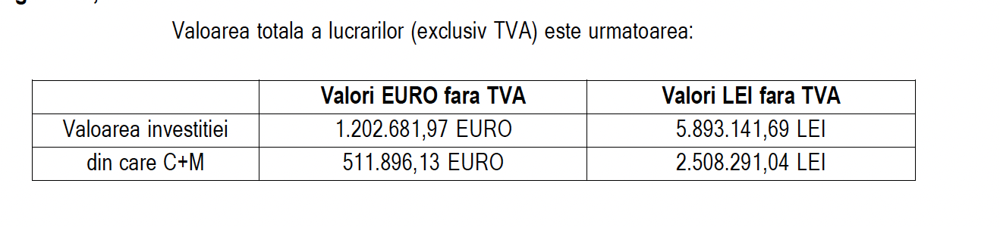 Valoarea totala a lucrarilor (exclusiv TVA) este urmatoarea:
Valori EURO fara TVA Valori LEI fara TVA
Valoarea investitiei 1.202.681,97 EURO 5.893.141,69 LEI
din care C+M 511.896,13 EURO 2.508.291,04 LEI